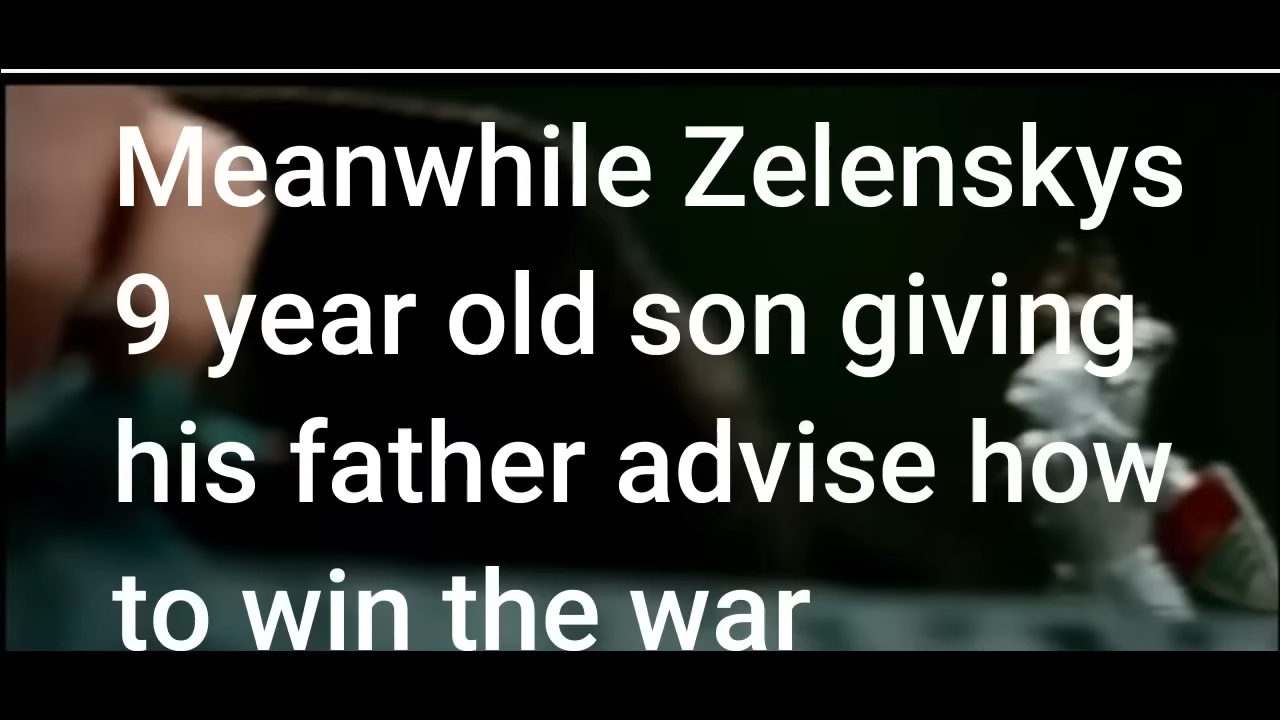 Meanwhile Zelenskys
9 year old son giving
his father advise how
to win the war